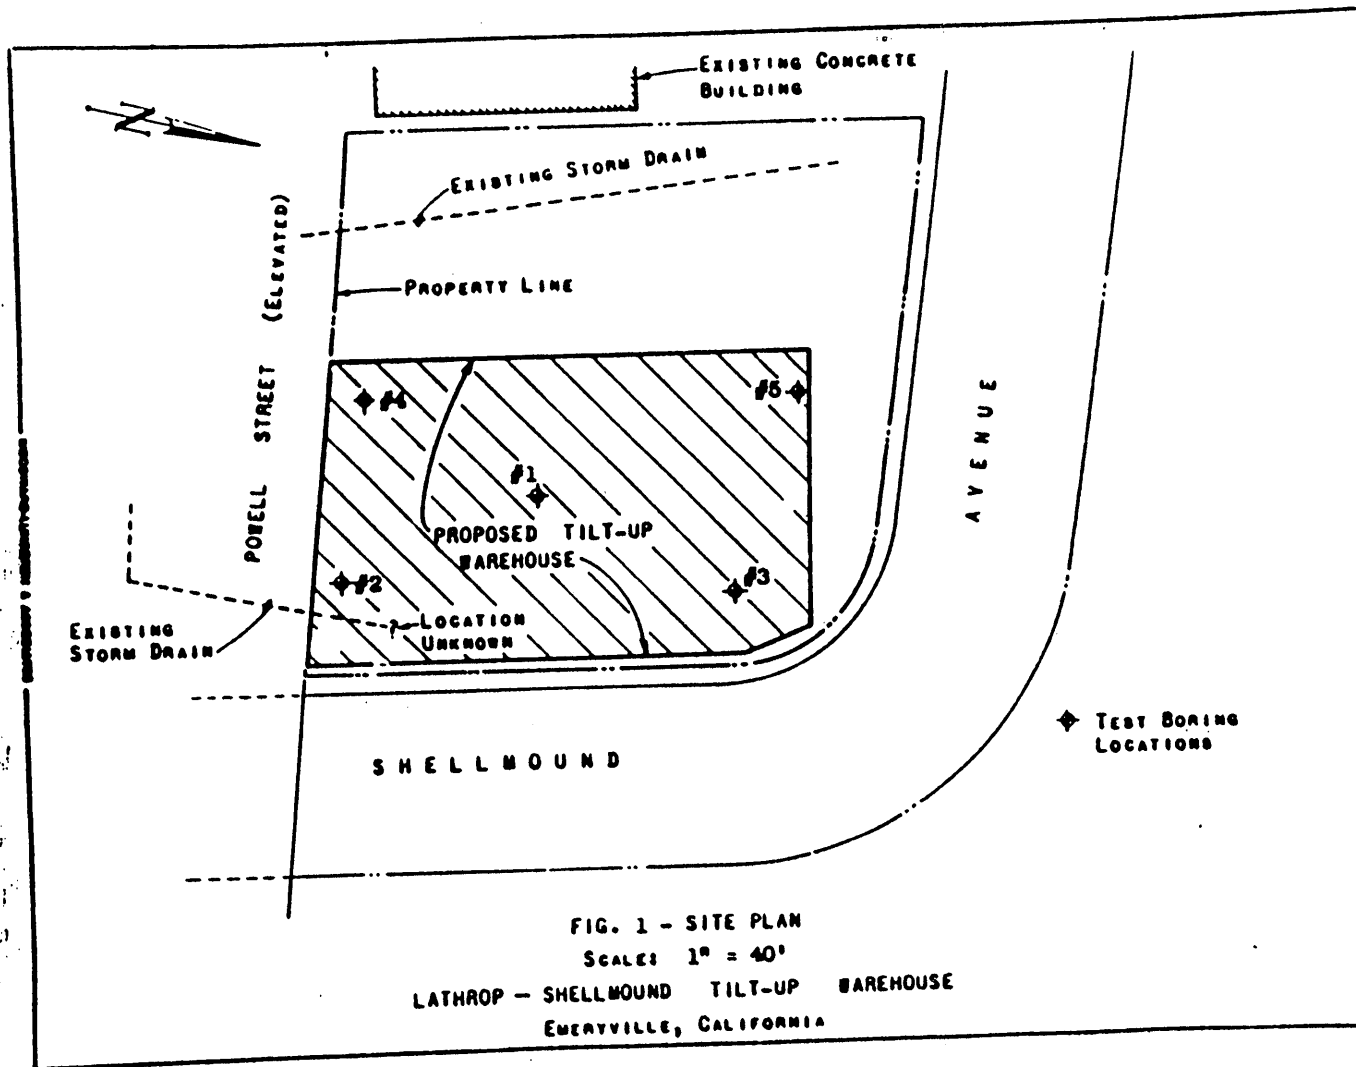 EXISTING CONCRETE
BUILDING
N
EXISTING STORM DRAIN
PROPERTY LINE
POWELL STREET (ELEVATED)
#4
#5
#1
PROPOSED TILT-UP
WAREHOUSE
#2
#3
LOCATION
UNKNOWN
?
EXISTING
STORM DRAIN
AVENUE
SHELLMOUND
TEST BORING
LOCATIONS
FIG. 1 - SITE PLAN
SCALE: 1" = 40'
LATHROP - SHELLMOUND TILT-UP WAREHOUSE
EMERYVILLE, CALIFORNIA